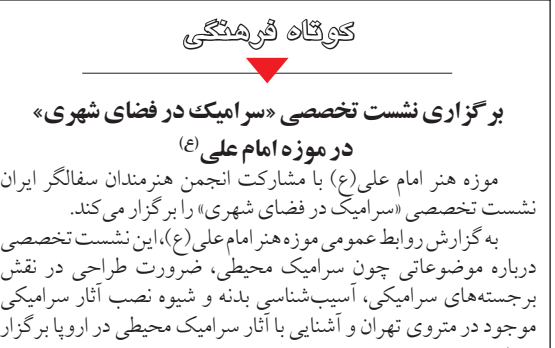 کوتاه فرهنگی
برگزاری نشست تخصصی «سرامیک در فضای شهری»
در موزه امام علی(ع)
موزه هنر امام علی(ع) با مشارکت انجمن هنرمندان سفالگر ایران
نشست تخصصی «سرامیک در فضای شهری» را برگزار می‌کند.
به گزارش روابط عمومی موزه هنر امام علی(ع)، این نشست تخصصی
درباره موضوعاتی چون سرامیک محیطی، ضرورت طراحی در نقش
برجسته‌های سرامیکی، آسیب‌شناسی بدنه و شیوه نصب آثار سرامیکی
موجود در متروی تهران و آشنایی با آثار سرامیک محیطی در اروپا برگزار